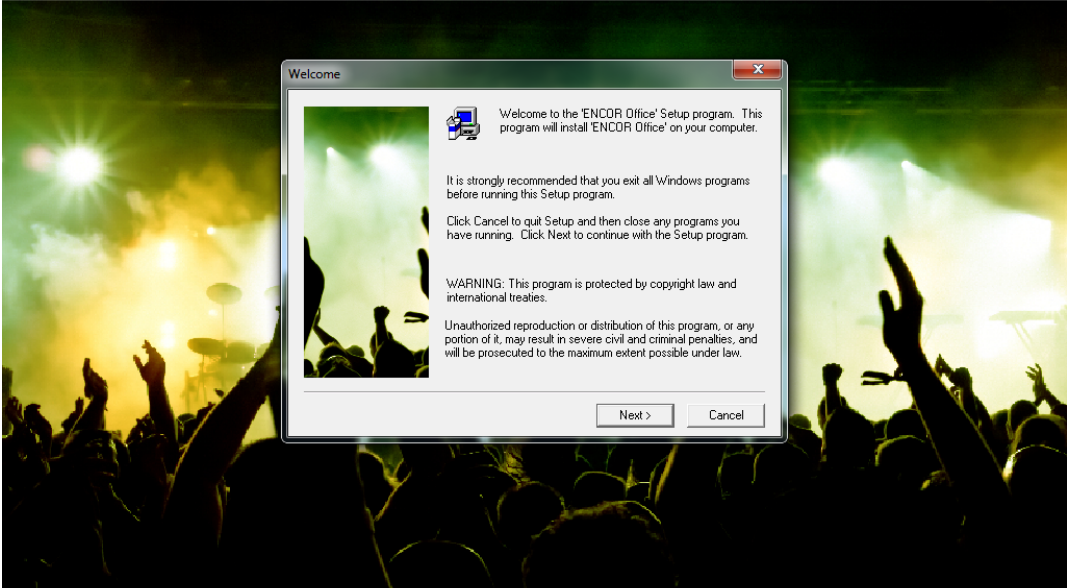 Welcome
Welcome to the 'ENCOR Office' Setup program. This
program will install 'ENCOR Office' on your computer.
It is strongly recommended that you exit all Windows programs
before running this Setup program.
Click Cancel to quit Setup and then close any programs you
have running. Click Next to continue with the Setup program.
WARNING: This program is protected by copyright law and
international treaties.
Unauthorized reproduction or distribution of this program, or any
portion of it, may result in severe civil and criminal penalties, and
will be prosecuted to the maximum extent possible under law.
Next > Cancel